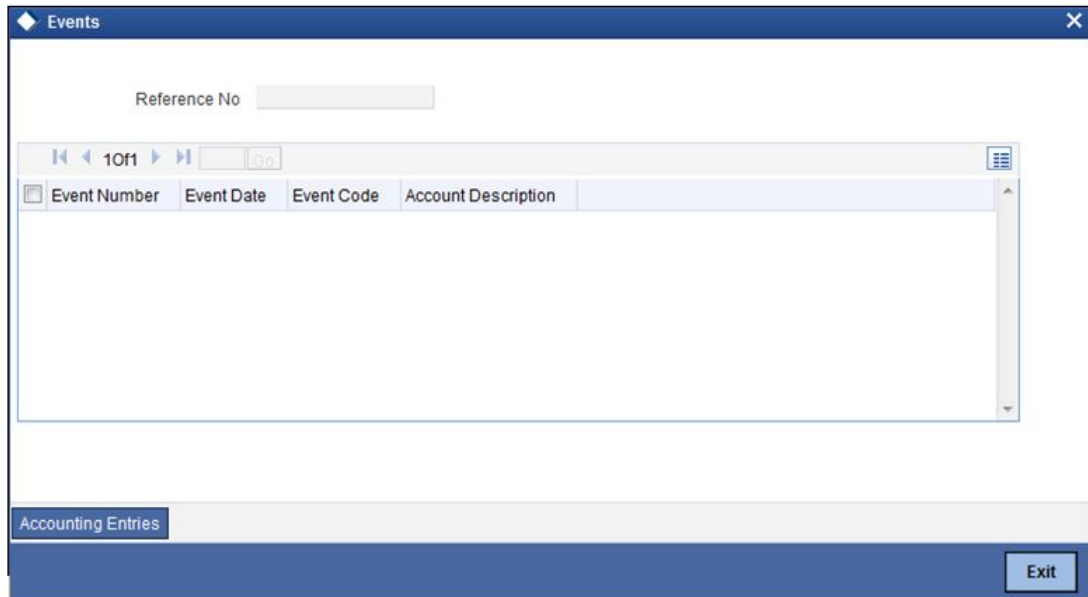 Events
Reference No
1Of1 Go
Event Number Event Date Event Code Account Description
Accounting Entries
Exit